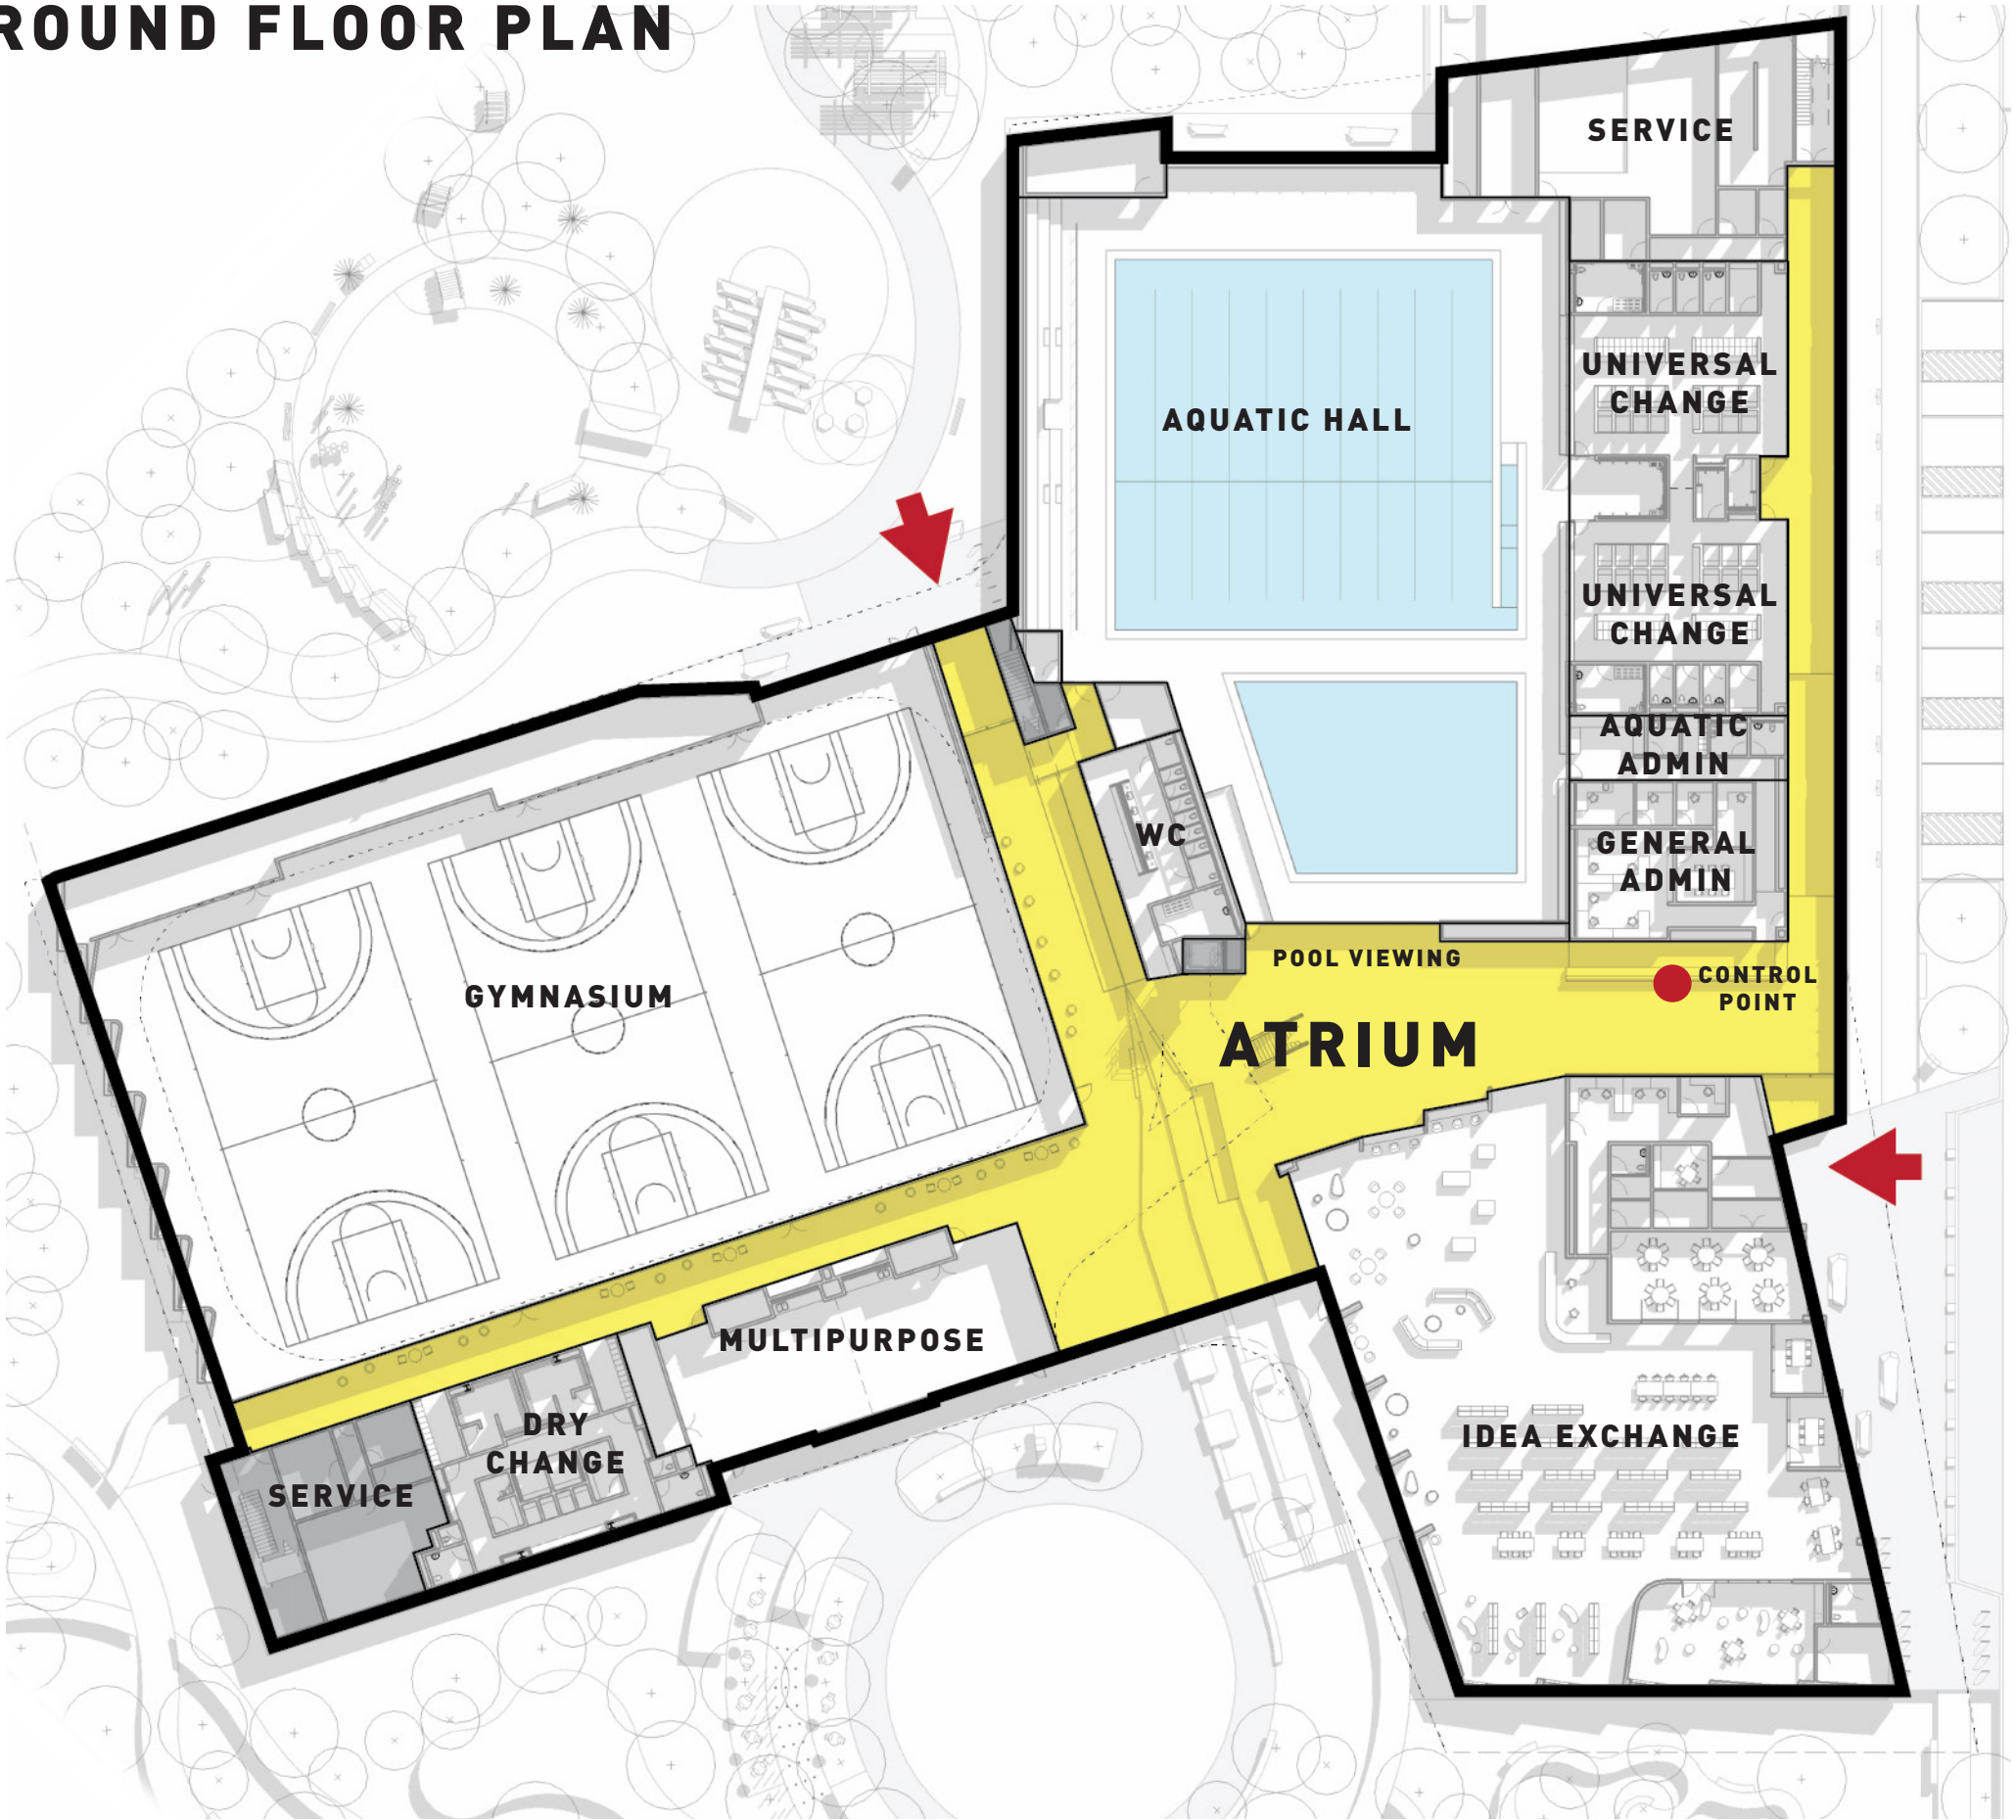 ROUND FLOOR PLAN
SERVICE
UNIVERSAL
CHANGE
AQUATIC HALL
UNIVERSAL
CHANGE
AQUATIC
ADMIN
WC
GENERAL
ADMIN
POOL VIEWING
CONTROL
POINT
GYMNASIUM
ATRIUM
MULTIPURPOSE
DRY
CHANGE
IDEA EXCHANGE
SERVICE